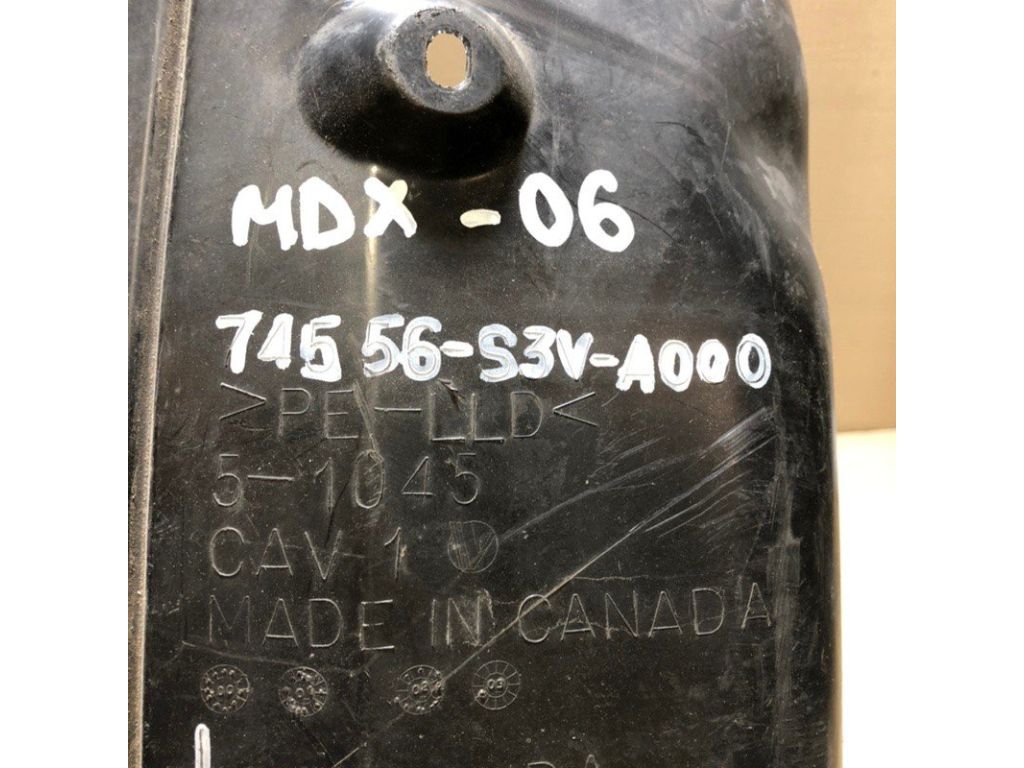 MDX - 06
74556-S3V-A000
>PE-LLD<
5-1045
CAV 1
MADE IN CANADA